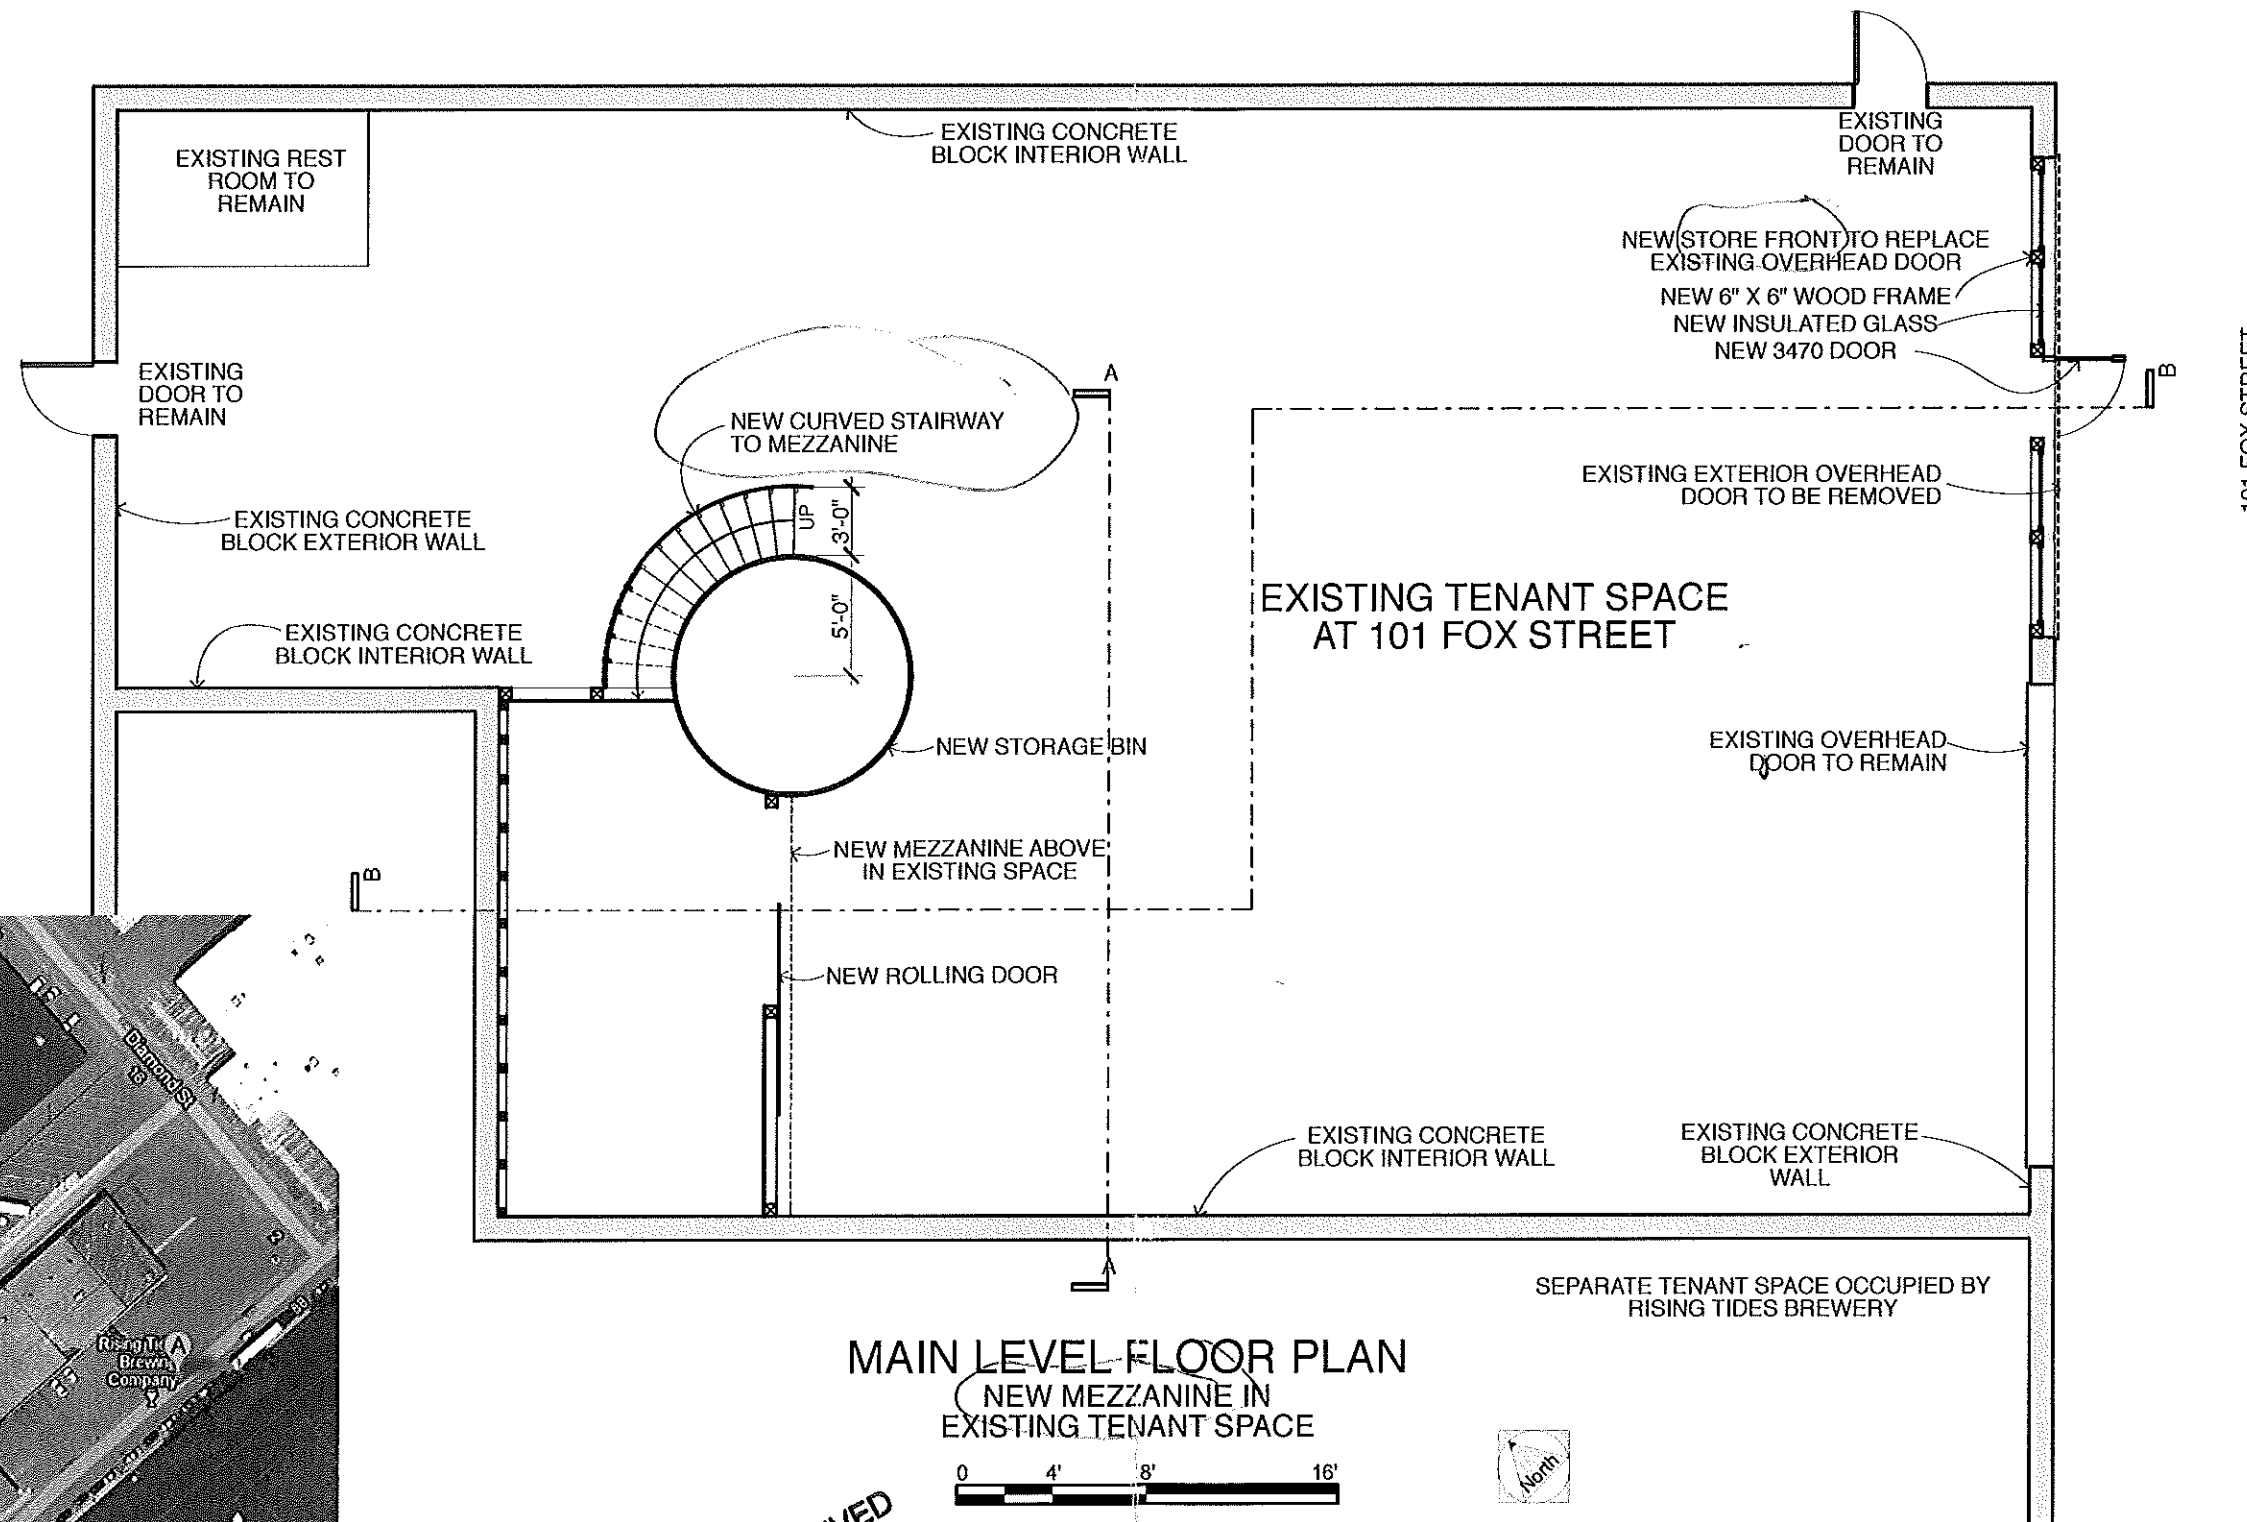 EXISTING CONCRETE
BLOCK INTERIOR WALL
EXISTING
DOOR TO
REMAIN
EXISTING REST
ROOM TO
REMAIN
NEW STORE FRONT TO REPLACE
EXISTING OVERHEAD DOOR
NEW 6" X 6" WOOD FRAME
NEW INSULATED GLASS
NEW 3470 DOOR
EXISTING
DOOR TO
REMAIN
A
B
101 FOX STREET
NEW CURVED STAIRWAY
TO MEZZANINE
EXISTING EXTERIOR OVERHEAD
DOOR TO BE REMOVED
EXISTING CONCRETE
BLOCK EXTERIOR WALL
UP
3'-0"
5'-0"
EXISTING TENANT SPACE
AT 101 FOX STREET
EXISTING CONCRETE
BLOCK INTERIOR WALL
NEW STORAGE BIN
EXISTING OVERHEAD
DOOR TO REMAIN
NEW MEZZANINE ABOVE
IN EXISTING SPACE
B
NEW ROLLING DOOR
Diamond St
EXISTING CONCRETE
BLOCK INTERIOR WALL
EXISTING CONCRETE
BLOCK EXTERIOR
WALL
A
SEPARATE TENANT SPACE OCCUPIED BY
RISING TIDES BREWERY
A
Brewing
Company
MAIN LEVEL FLOOR PLAN
NEW MEZZANINE IN
EXISTING TENANT SPACE
0 4' 8' 16'
North